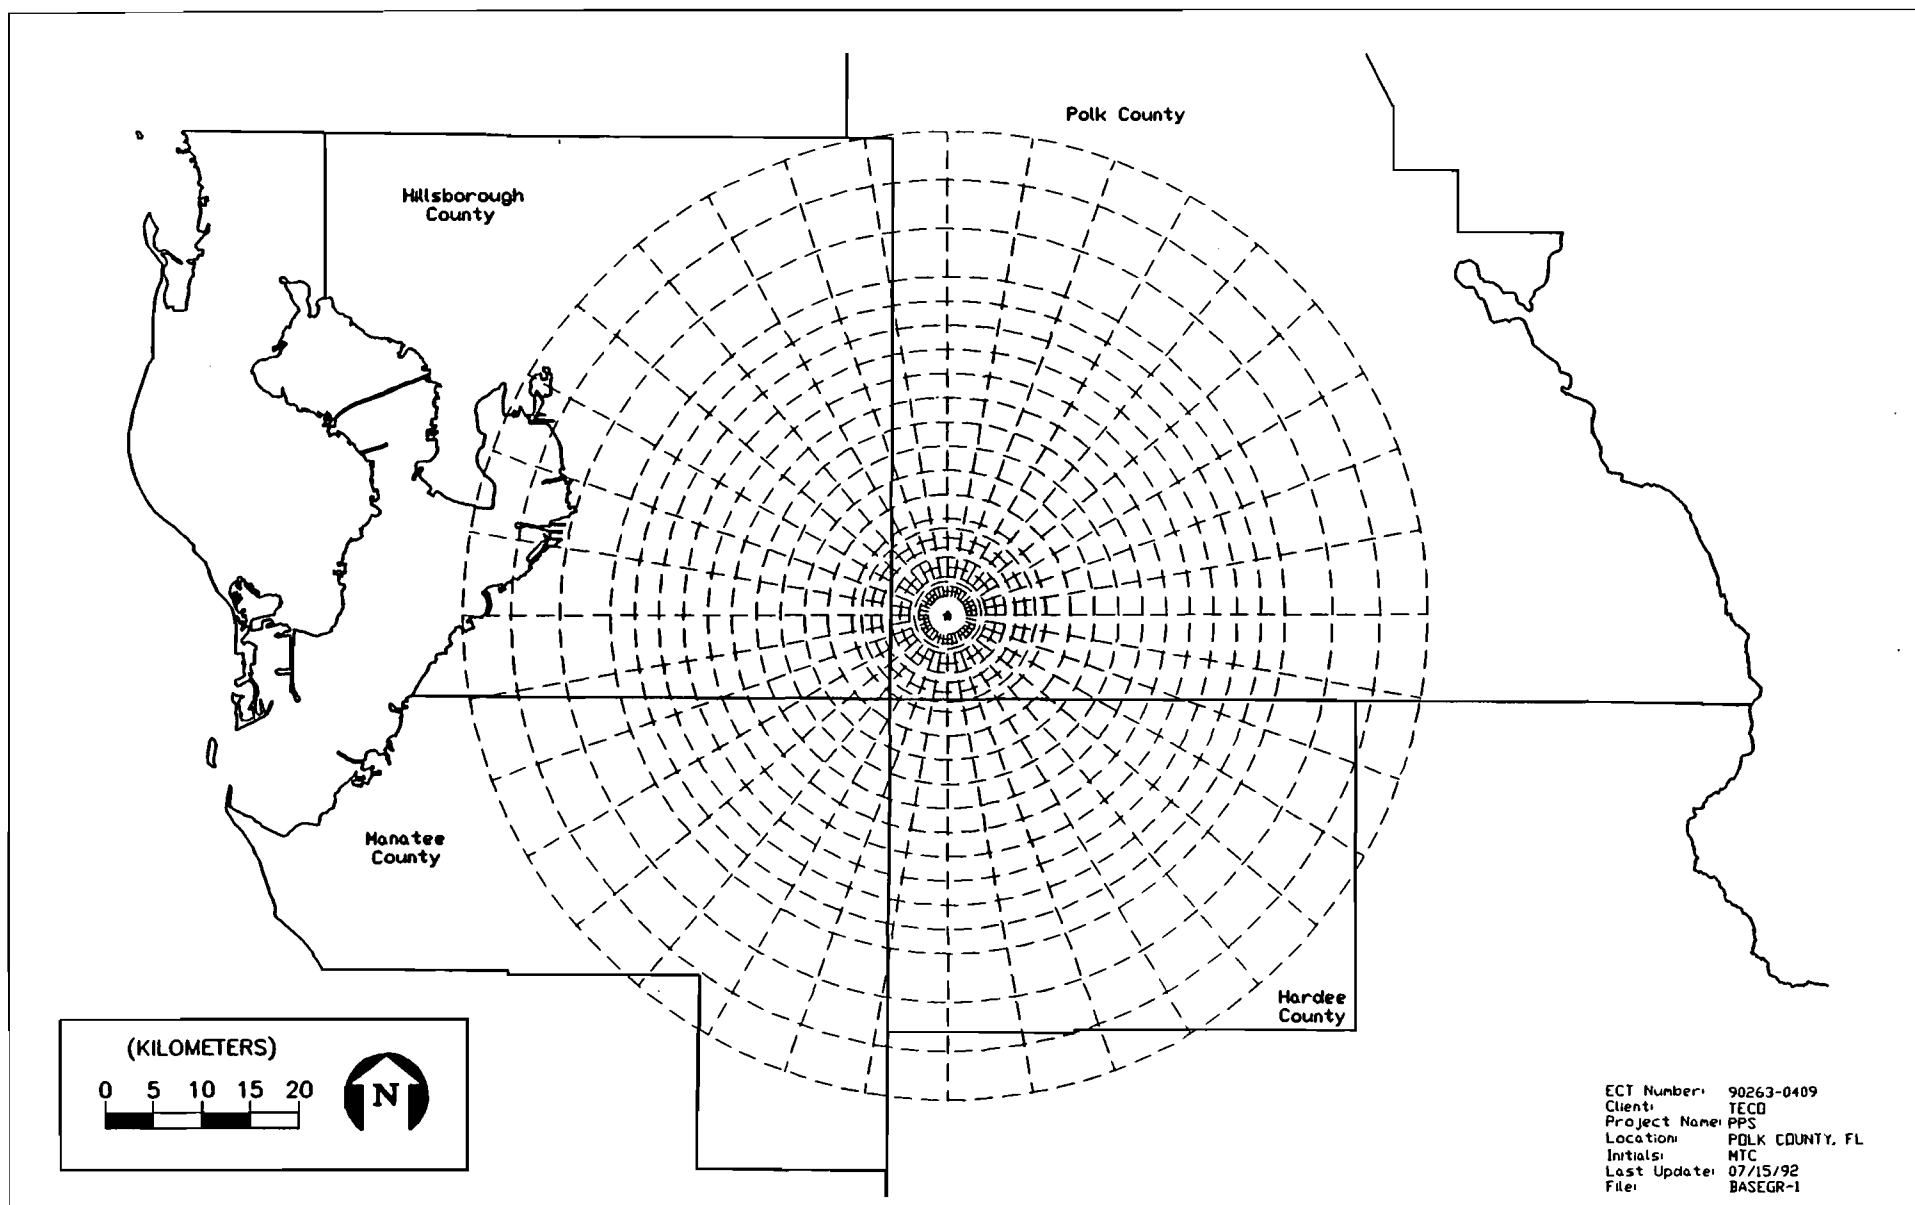 Polk County
Hillsborough
County
Manatee
County
Hardee
County
(KILOMETERS)
0 5 10 15 20
N
ECT Number: 90263-0409
Client: TECO
Project Name: PPS
Location: POLK COUNTY, FL
Initials: MTC
Last Update: 07/15/92
File: BASEGR-1